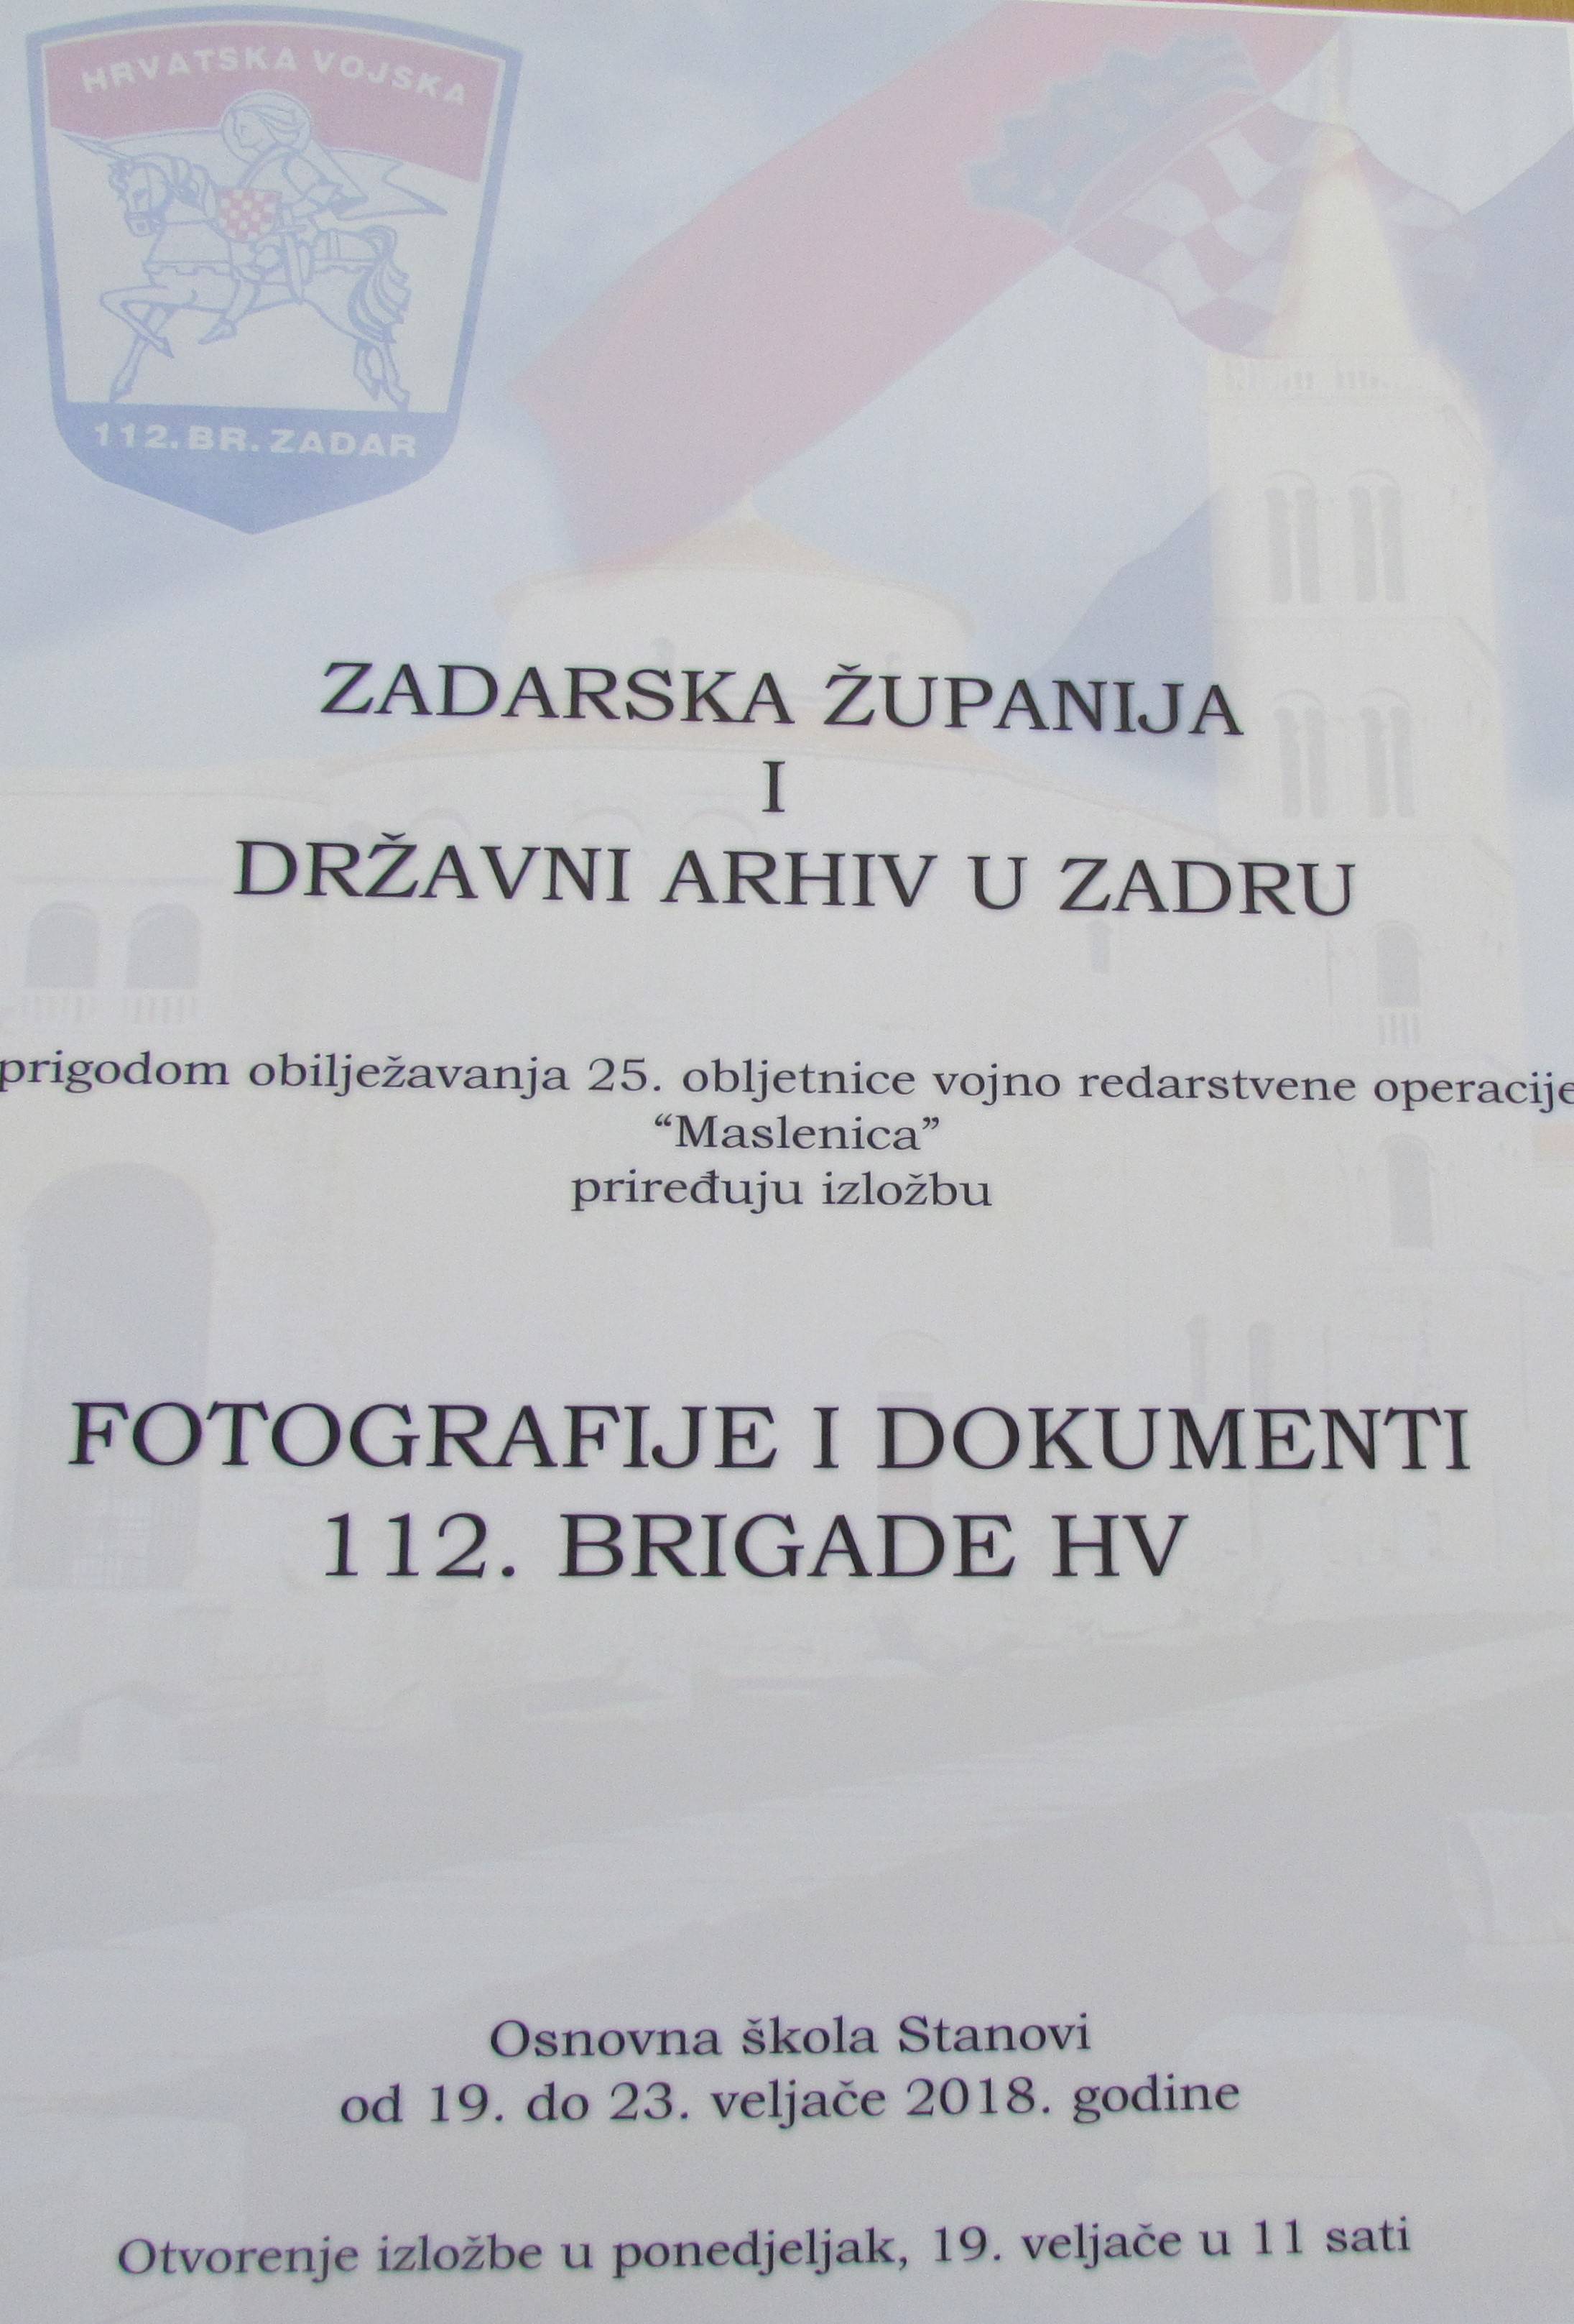 HRVATSKA VOJSKA
112. BR. ZADAR
ZADARSKA ŽUPANIJA
I
DRŽAVNI ARHIV U ZADRU
prigodom obilježavanja 25. obljetnice vojno redarstvene operacije
“Maslenica”
priređuju izložbu
FOTOGRAFIJE I DOKUMENTI
112. BRIGADE HV
Osnovna škola Stanovi
od 19. do 23. veljače 2018. godine
Otvorenje izložbe u ponedjeljak, 19. veljače u 11 sati